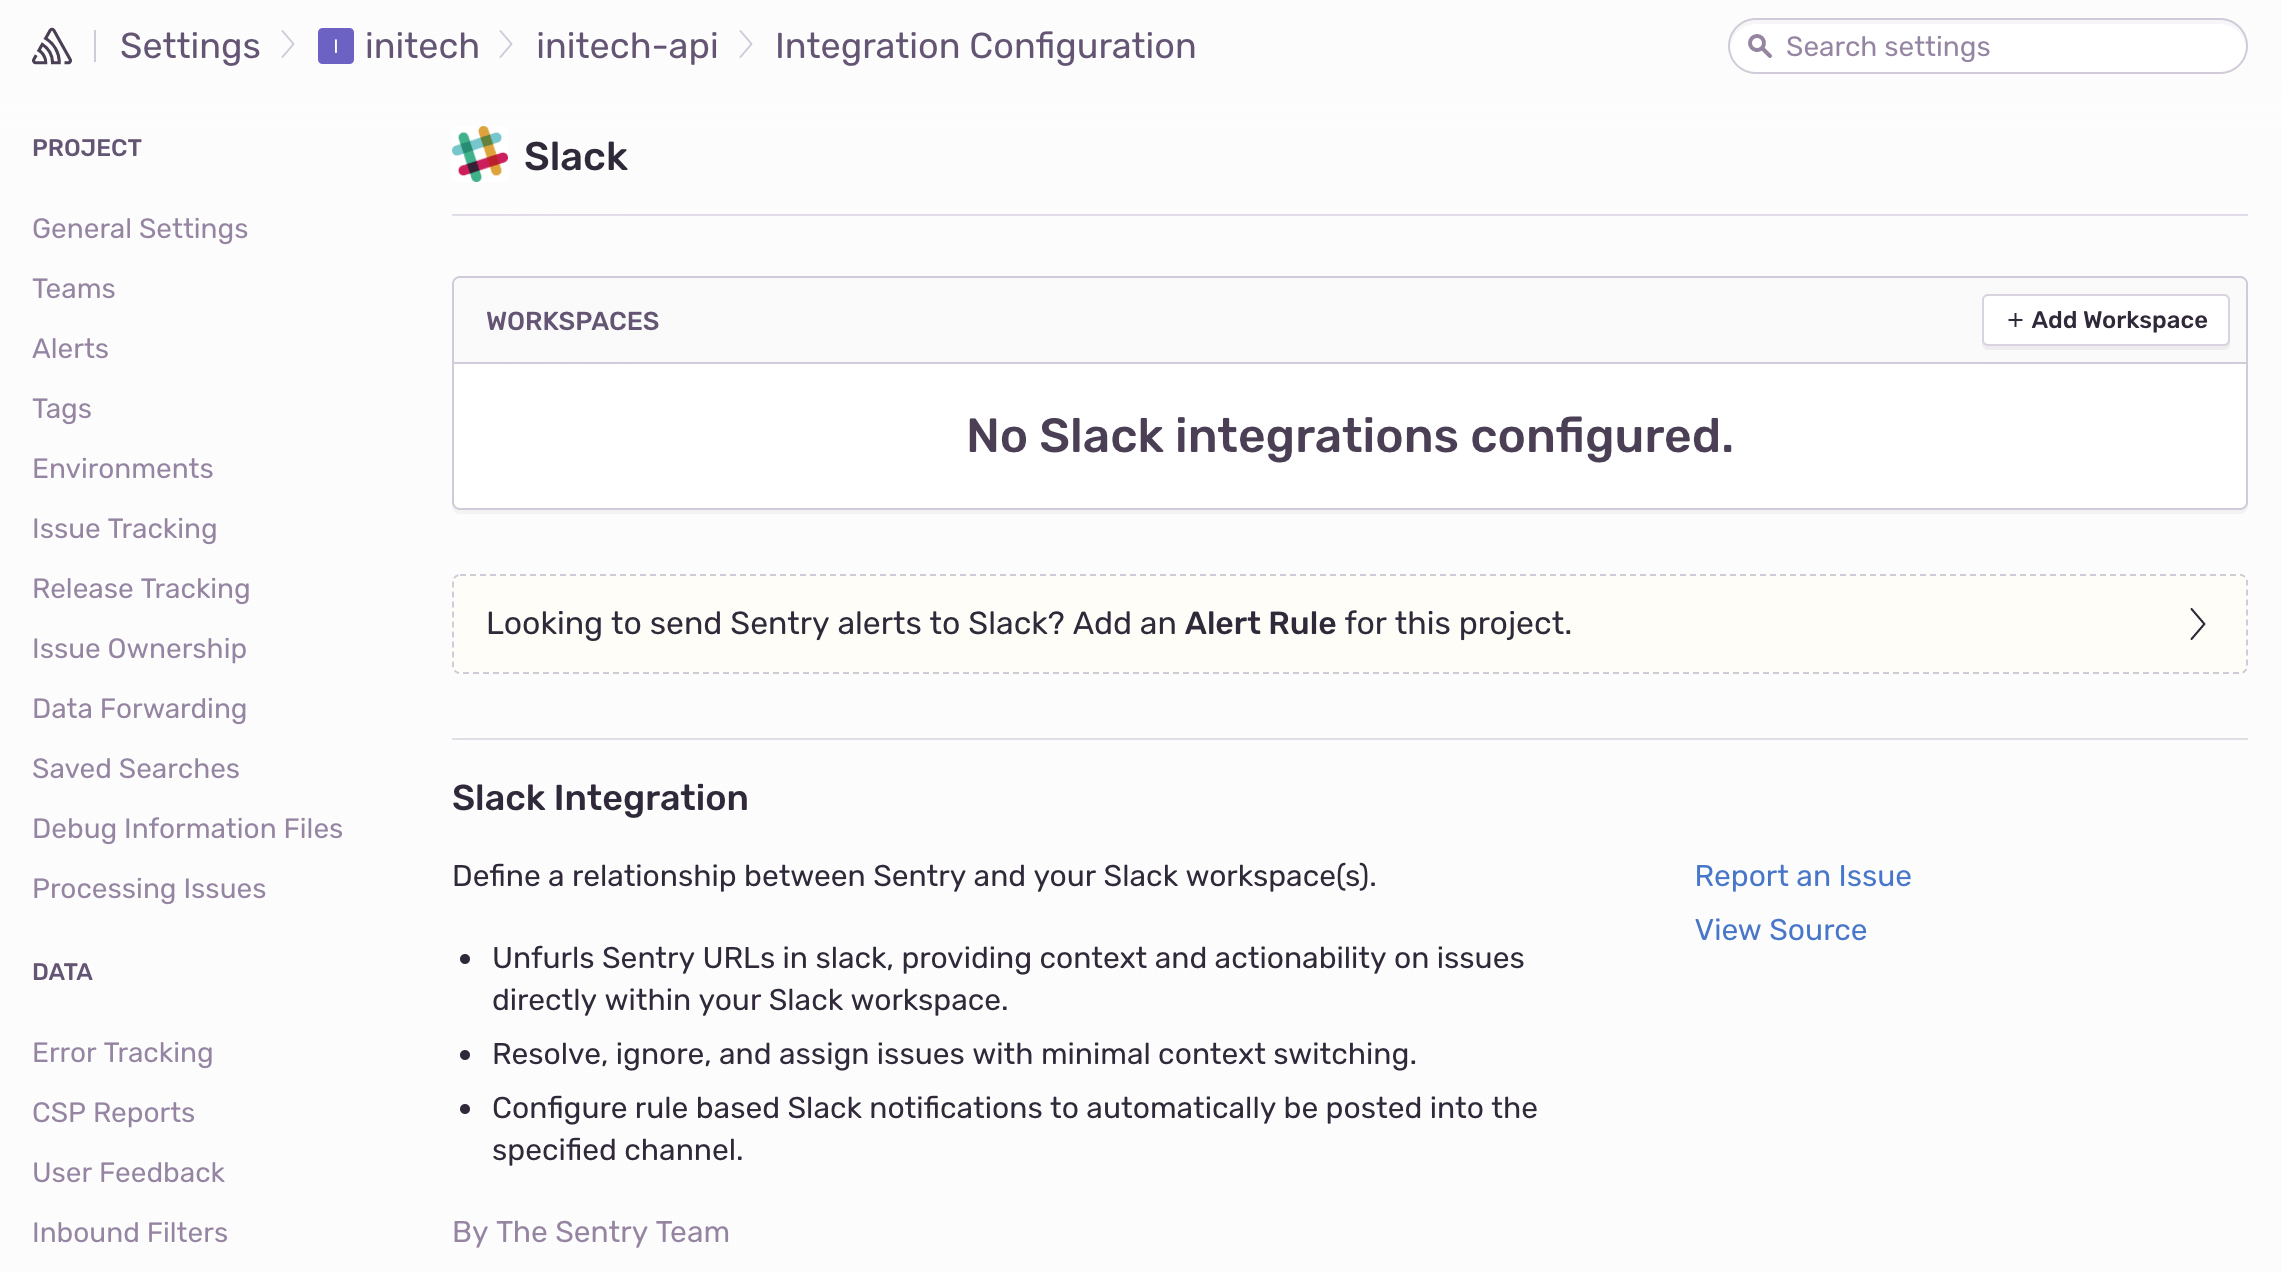 Settings > I initech > initech-api > Integration Configuration
Search settings
PROJECT
General Settings
Teams
Alerts
Tags
Environments
Issue Tracking
Release Tracking
Issue Ownership
Data Forwarding
Saved Searches
Debug Information Files
Processing Issues
DATA
Error Tracking
CSP Reports
User Feedback
Inbound Filters
Slack
WORKSPACES
+ Add Workspace
No Slack integrations configured.
Looking to send Sentry alerts to Slack? Add an Alert Rule for this project.
Slack Integration
Define a relationship between Sentry and your Slack workspace(s).
• Unfurls Sentry URLs in slack, providing context and actionability on issues
directly within your Slack workspace.
• Resolve, ignore, and assign issues with minimal context switching.
• Configure rule based Slack notifications to automatically be posted into the
specified channel.
By The Sentry Team
Report an Issue
View Source